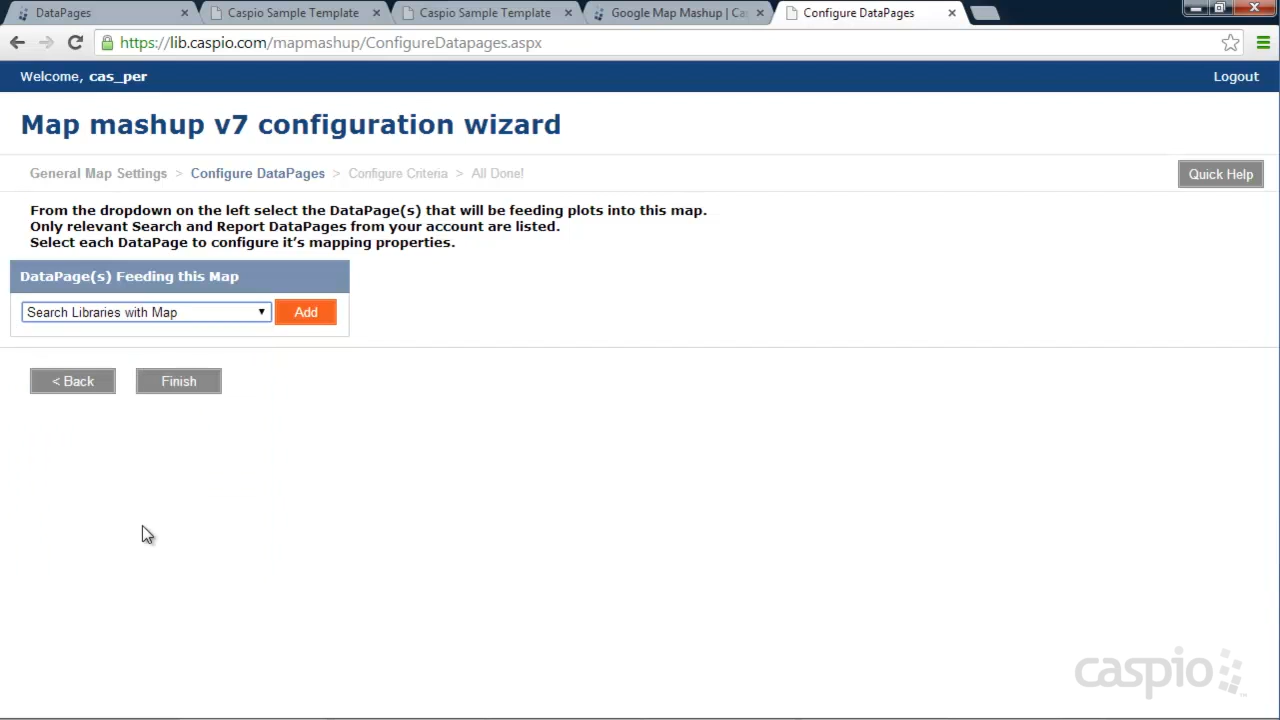 DataPages
Caspio Sample Template
Caspio Sample Template
Google Map Mashup | Ca
Configure DataPages
https://lib.caspio.com/mapmashup/ConfigureDatapages.aspx
Welcome, cas_per
Logout
Map mashup v7 configuration wizard
General Map Settings > Configure DataPages > Configure Criteria > All Done!
Quick Help
From the dropdown on the left select the DataPage(s) that will be feeding plots into this map.
Only relevant Search and Report DataPages from your account are listed.
Select each DataPage to configure it's mapping properties.
DataPage(s) Feeding this Map
Search Libraries with Map
Add
< Back
Finish
caspio